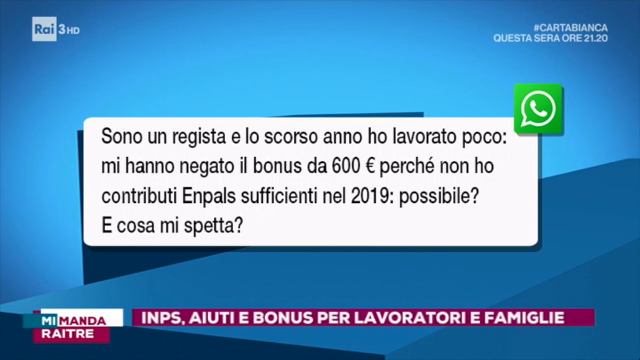 Rai 3HD
#CARTABIANCA
QUESTA SERA ORE 21.20
Sono un regista e lo scorso anno ho lavorato poco:
mi hanno negato il bonus da 600 € perché non ho
contributi Enpals sufficienti nel 2019: possibile?
E cosa mi spetta?
MI MANDA
RAITRE
INPS, AIUTI E BONUS PER LAVORATORI E FAMIGLIE